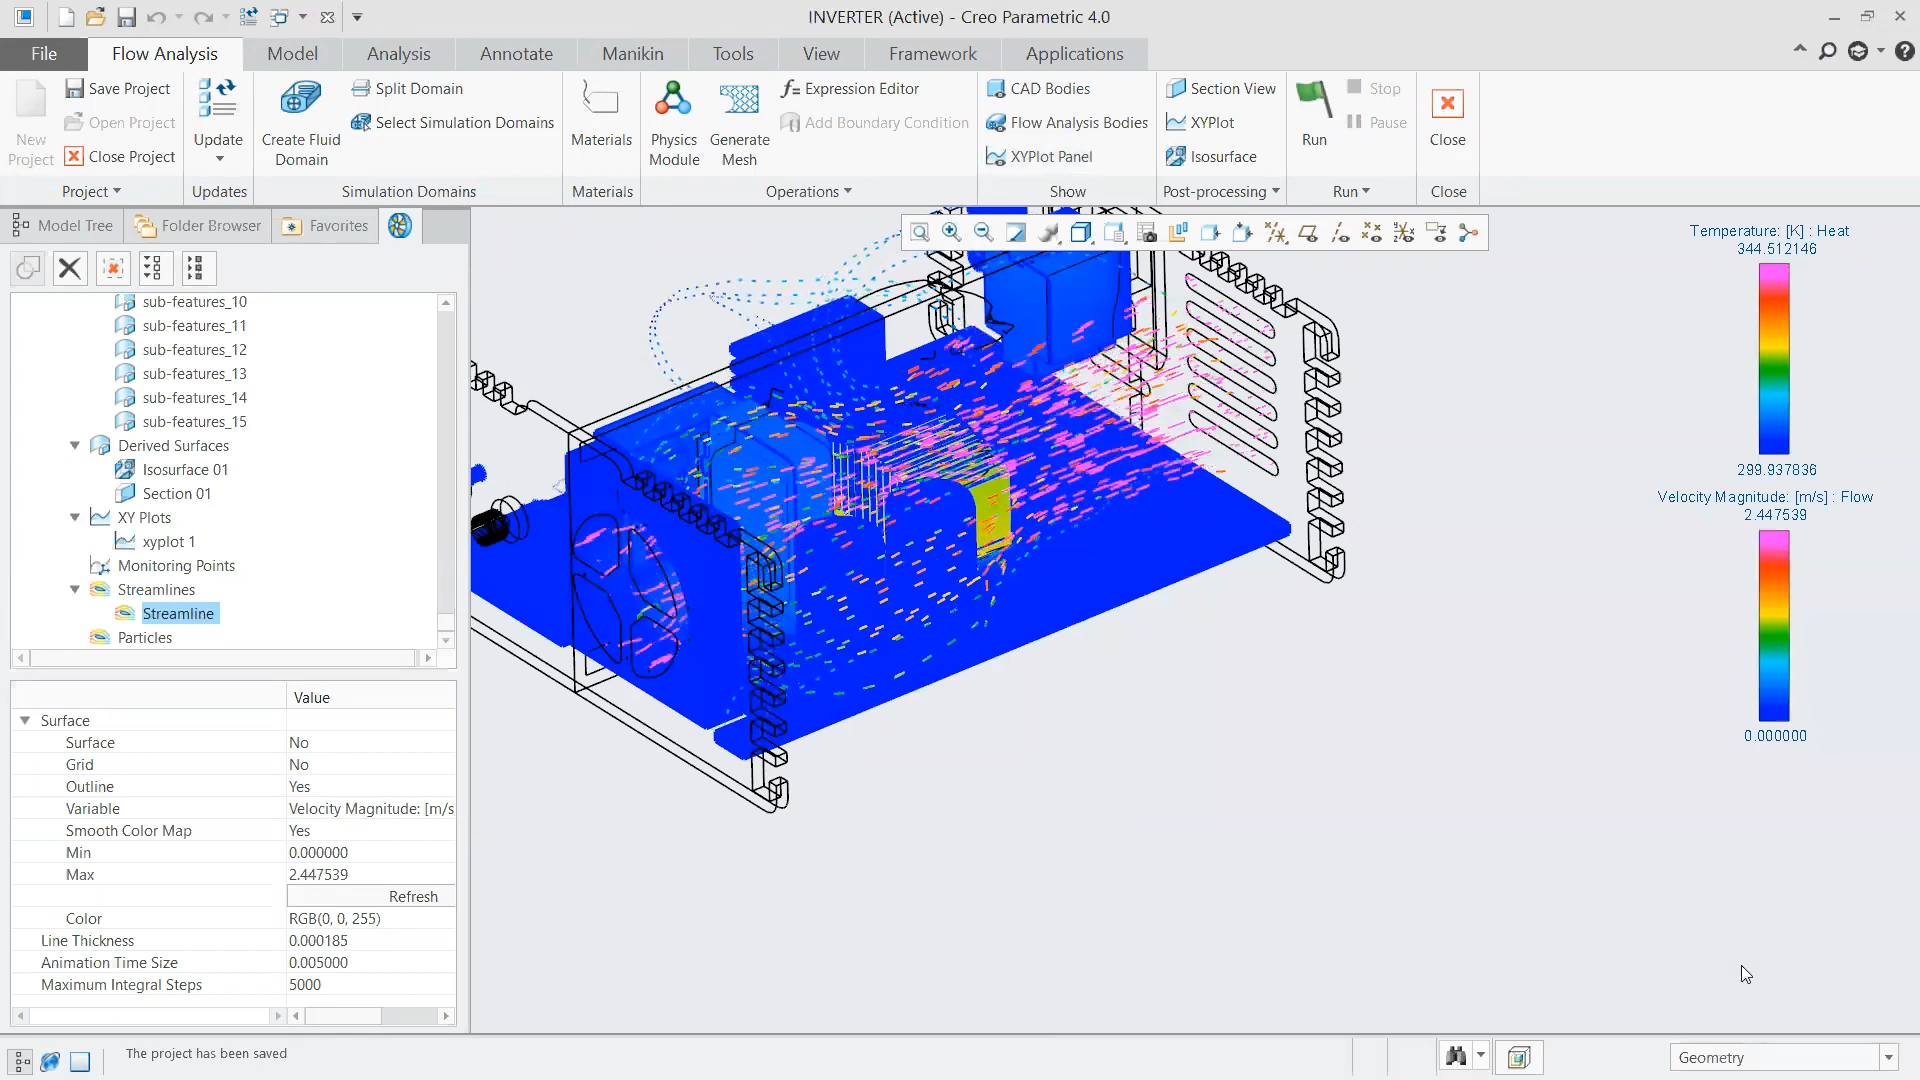 INVERTER (Active) - Creo Parametric 4.0
File
Flow Analysis
Model
Analysis
Annotate
Manikin
Tools
View
Framework
Applications
New Project
Save Project
Open Project
Close Project
Update
Create Fluid Domain
Split Domain
Select Simulation Domains
Materials
Physics Module
Generate Mesh
Expression Editor
Add Boundary Condition
CAD Bodies
Flow Analysis Bodies
XYPlot Panel
Section View
XYPlot
Isosurface
Run
Stop
Pause
Close
Project
Updates
Simulation Domains
Materials
Operations
Show
Post-processing
Run
Close
Model Tree
Folder Browser
Favorites
sub-features_10
sub-features_11
sub-features_12
sub-features_13
sub-features_14
sub-features_15
Derived Surfaces
Isosurface 01
Section 01
XY Plots
xyplot 1
Monitoring Points
Streamlines
Streamline
Particles
Value
Surface
Surface No
Grid No
Outline Yes
Variable Velocity Magnitude: [m/s
Smooth Color Map Yes
Min 0.000000
Max 2.447539
Refresh
Color RGB(0, 0, 255)
Line Thickness 0.000185
Animation Time Size 0.005000
Maximum Integral Steps 5000
Temperature: [K] : Heat
344.512146
299.937836
Velocity Magnitude: [m/s] : Flow
2.447539
0.000000
The project has been saved
Geometry